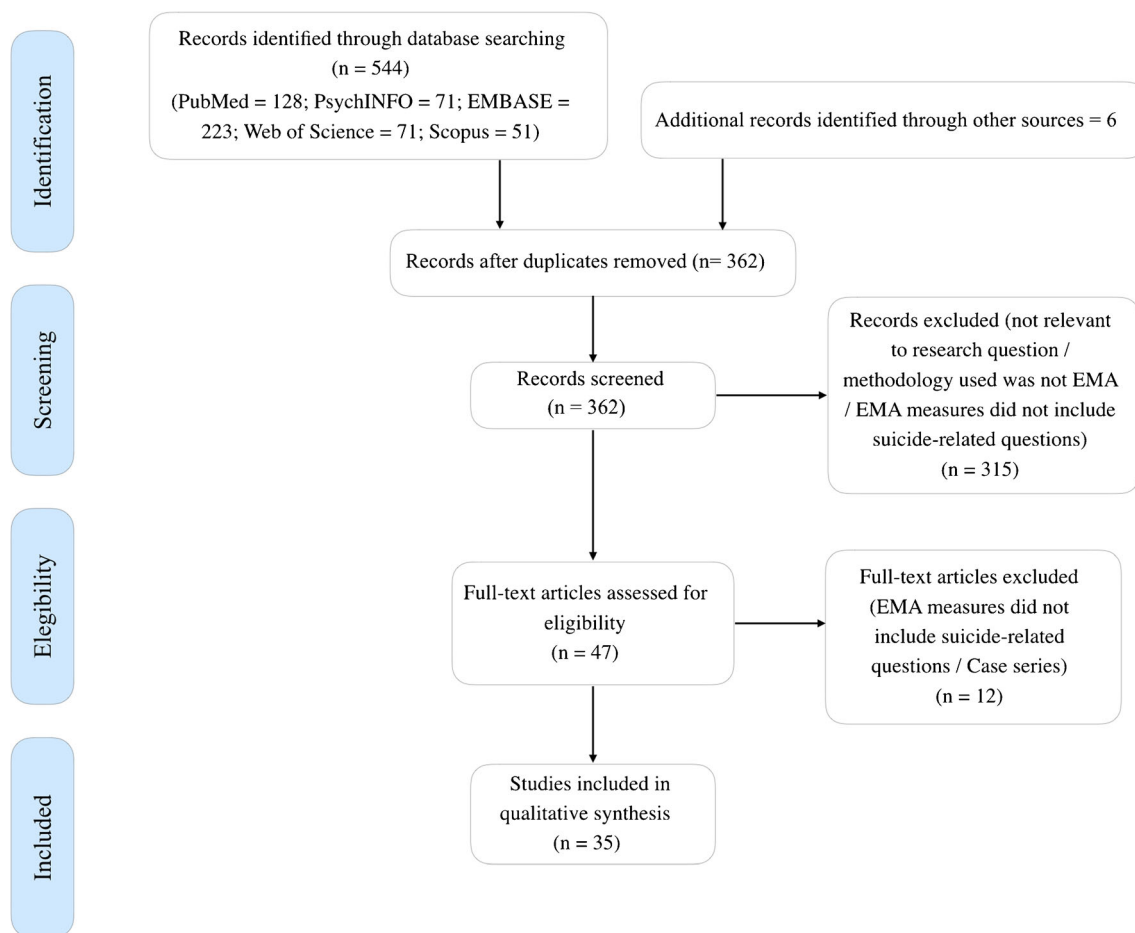 Identification
Records identified through database searching
(n = 544)
(PubMed = 128; PsychINFO = 71; EMBASE =
223; Web of Science = 71; Scopus = 51)
Additional records identified through other sources = 6
Records after duplicates removed (n= 362)
Screening
Records screened
(n = 362)
Records excluded (not relevant
to research question /
methodology used was not EMA
/ EMA measures did not include
suicide-related questions)
(n = 315)
Elegibility
Full-text articles assessed for
eligibility
(n = 47)
Full-text articles excluded
(EMA measures did not
include suicide-related
questions / Case series)
(n = 12)
Included
Studies included in
qualitative synthesis
(n = 35)